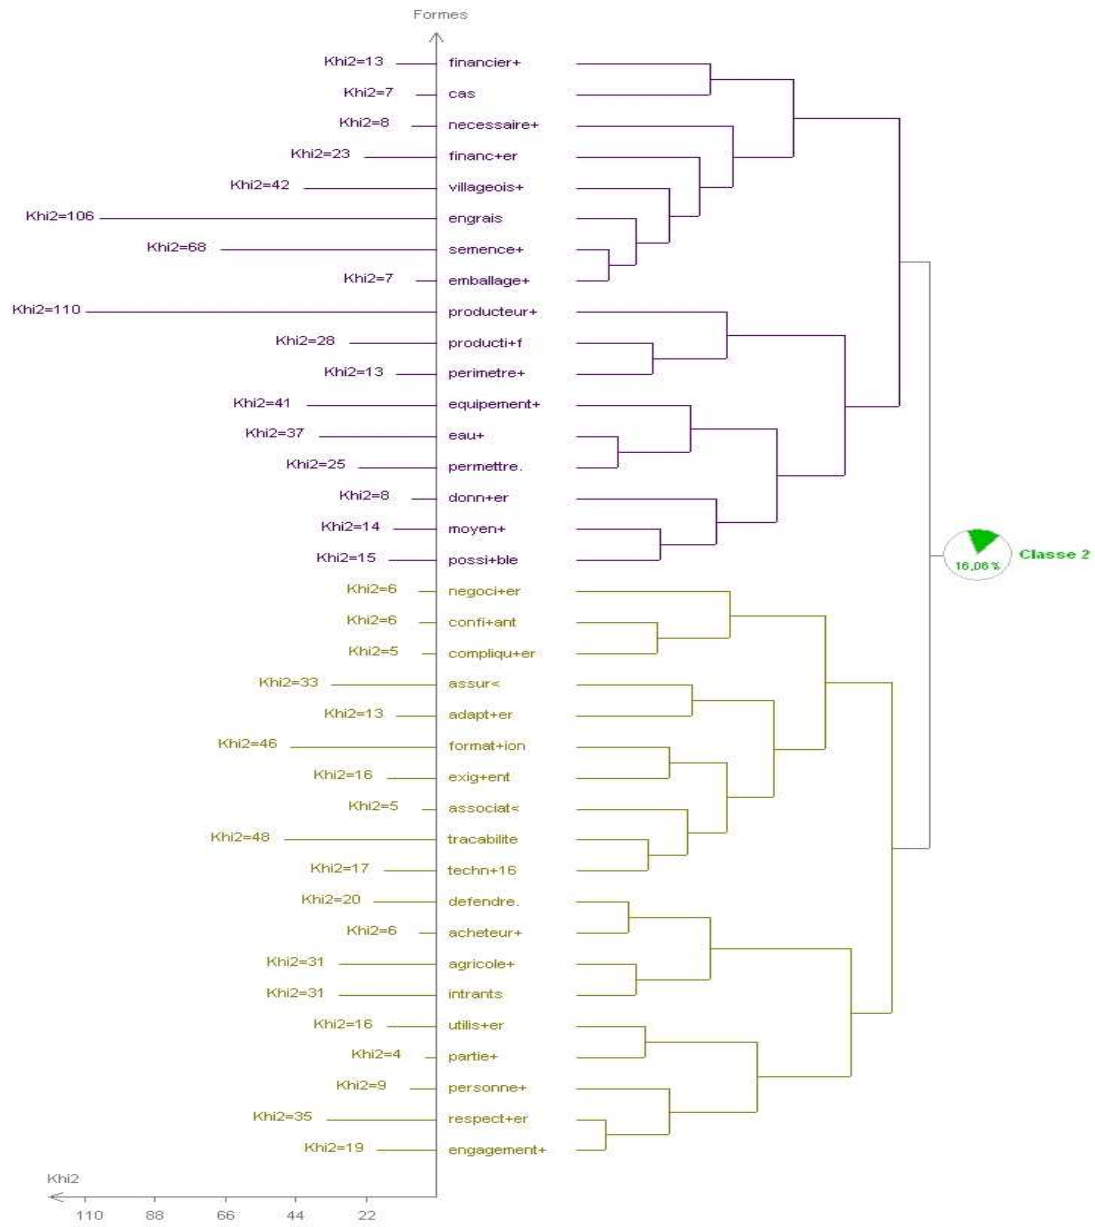 Formes
Khi2=13 financier+
Khi2=7 cas
Khi2=8 necessaire+
Khi2=23 financ+er
Khi2=42 villageois+
Khi2=106 engrais
Khi2=68 semence+
Khi2=7 emballage+
Khi2=110 producteur+
Khi2=28 producti+f
Khi2=13 perimetre+
Khi2=41 equipement+
Khi2=37 eau+
Khi2=25 permettre.
Khi2=8 donn+er
Khi2=14 moyen+
Khi2=15 possi+ble
16,06% Classe 2
Khi2=6 negoci+er
Khi2=6 confi+ant
Khi2=5 compliqu+er
Khi2=33 assur<
Khi2=13 adapt+er
Khi2=46 format+ion
Khi2=16 exig+ent
Khi2=5 associat<
Khi2=48 tracabilite
Khi2=17 techn+16
Khi2=20 defendre.
Khi2=6 acheteur+
Khi2=31 agricole+
Khi2=31 intrants
Khi2=16 utilis+er
Khi2=4 partie+
Khi2=9 personne+
Khi2=35 respect+er
Khi2=19 engagement+
Khi2
110 88 66 44 22